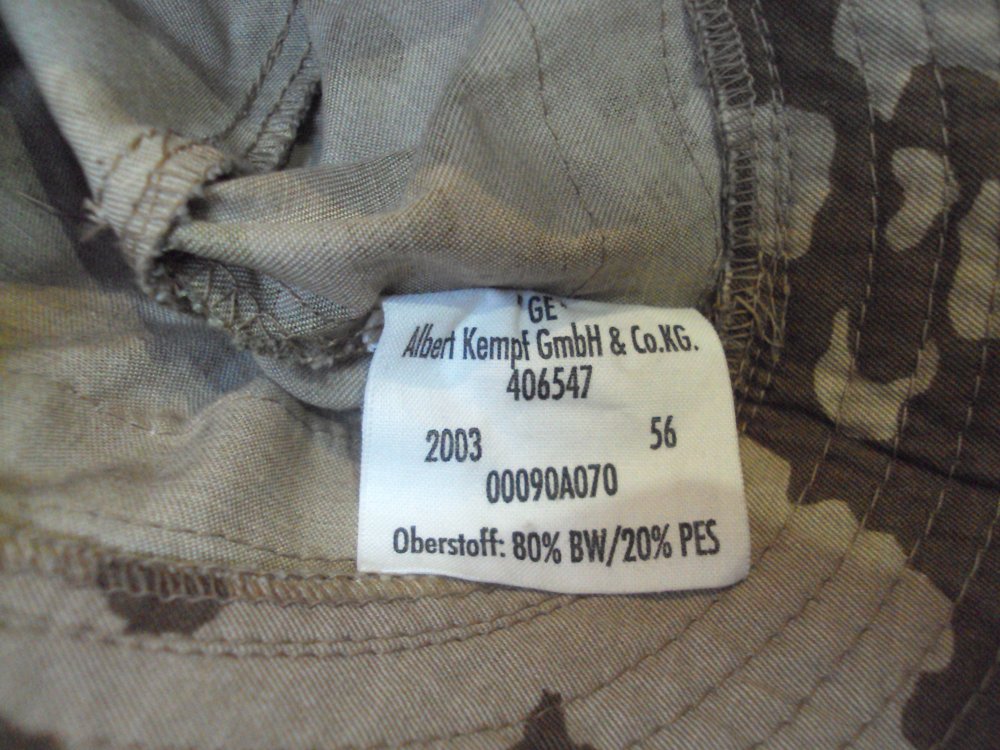 GE
Albert Kempf GmbH & Co.KG.
406547
2003 56
00090A070
Oberstoff: 80% BW/20% PES